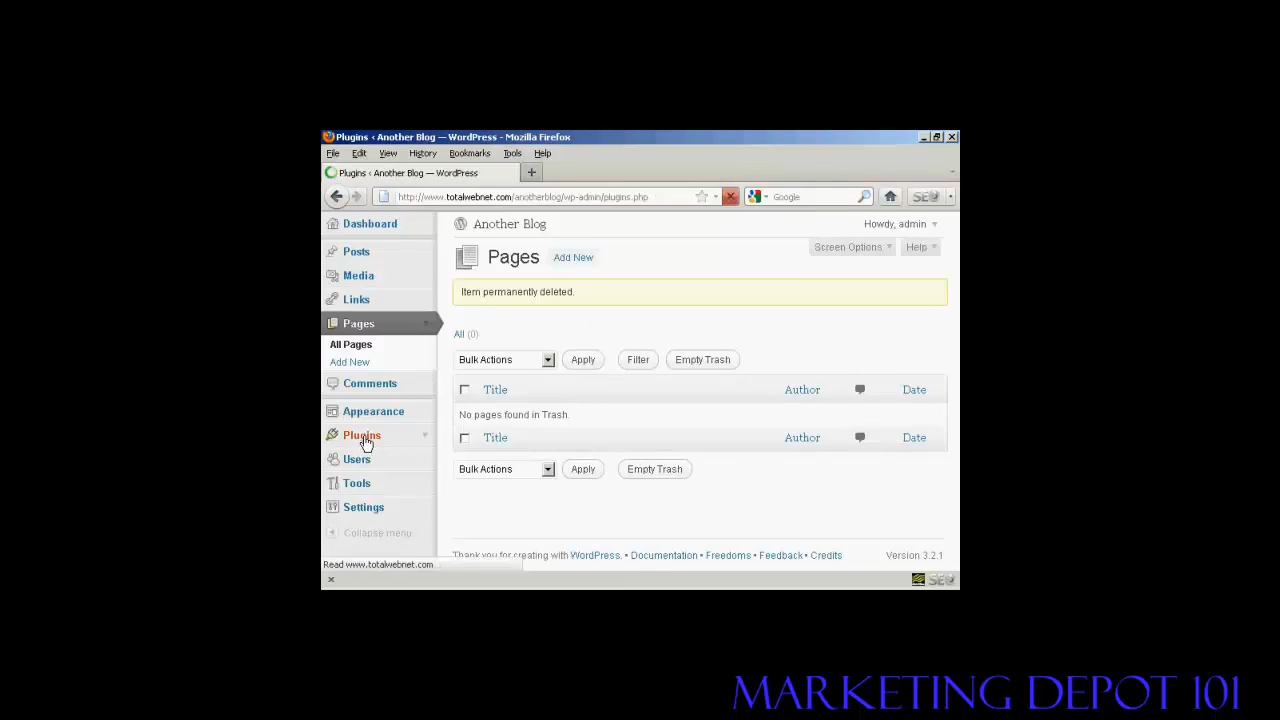 Plugins ‹ Another Blog — WordPress - Mozilla Firefox
File Edit View History Bookmarks Tools Help
Plugins ‹ Another Blog — WordPress
http://www.totalwebnet.com/anotherblog/wp-admin/plugins.php Google SEO
Dashboard
Another Blog
Howdy, admin
Screen Options
Help
Posts
Media
Links
Pages
All Pages
Add New
Comments
Appearance
Plugins
Users
Tools
Settings
Collapse menu
Pages Add New
Item permanently deleted.
All (0)
Bulk Actions Apply Filter Empty Trash
Title Author Date
No pages found in Trash.
Title Author Date
Bulk Actions Apply Empty Trash
Thank you for creating with WordPress. • Documentation • Freedoms • Feedback • Credits
Version 3.2.1
Read www.totalwebnet.com
SEO
MARKETING DEPOT 101